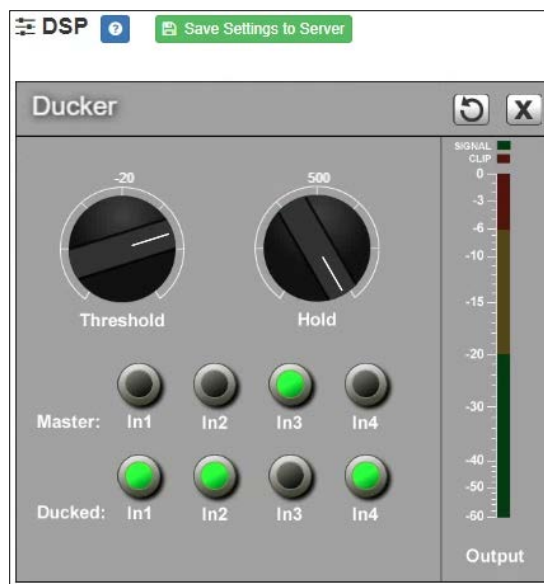 DSP ? Save Settings to Server
Ducker X
-20 500
Threshold Hold
Master: In1 In2 In3 In4
Ducked: In1 In2 In3 In4
SIGNAL
CLIP
0
-3
-6
-10
-15
-20
-30
-40
-50
-60
Output